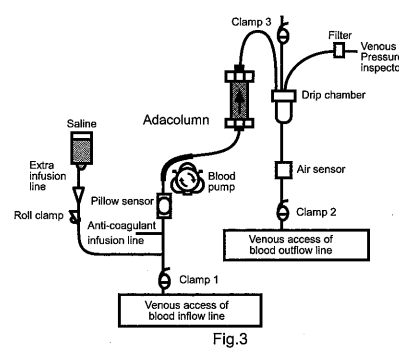 Clamp 3
Filter
Venous
Pressure
inspector
Drip chamber
Adacolumn
Saline
Extra
infusion
line
Blood
pump
Air sensor
Pillow sensor
Roll clamp
Anti-coagulant
infusion line
Clamp 2
Venous access of
blood outflow line
Clamp 1
Venous access of
blood inflow line
Fig.3